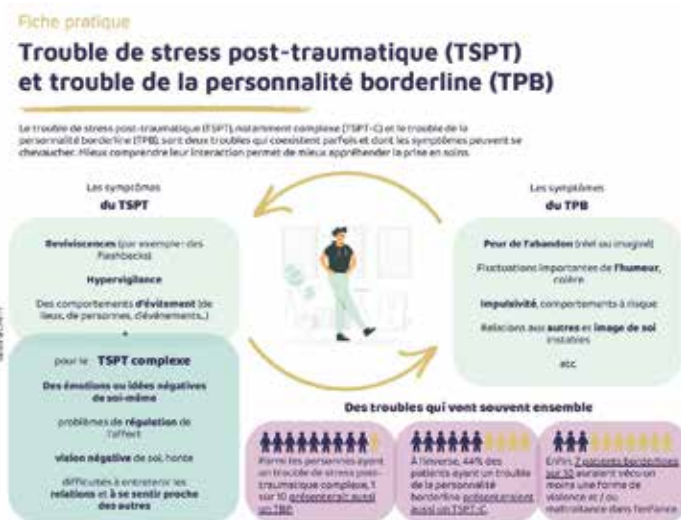 Fiche pratique
Trouble de stress post-traumatique (TSPT)
et trouble de la personnalité borderline (TPB)
Le trouble de stress post-traumatique (TSPT), notamment complexe (TSPT-C) et le trouble de la
personnalité borderline (TPB), sont deux troubles qui coexistent parfois et dont les symptômes peuvent se
chevaucher. Mieux comprendre leur interaction permet de mieux appréhender la prise en soins.
Les symptômes
du TSPT
Reviviscences (par exemple : des
flashbacks)
Hypervigilance
Des comportements d'évitement (de
lieux, de personnes, d'événements...)
+
pour le TSPT complexe
Des émotions ou idées négatives
de soi-même
problèmes de régulation de
l'affect
vision négative de soi, honte
difficultés à entretenir les
relations et à se sentir proche
des autres
Les symptômes
du TPB
Peur de l'abandon (réel ou imaginé)
Fluctuations importantes de l'humeur,
colère
Impulsivité, comportements à risque
Relations aux autres et image de soi
instables
etc
Des troubles qui vont souvent ensemble
Parmi les personnes ayant
un trouble de stress post-
traumatique complexe, 1
sur 10 présenterait aussi
un TBP.
À l'inverse, 44% des
patients ayant un trouble
de la personnalité
borderline présenteraient
aussi un TSPT-C.
Enfin, 7 patients borderlines
sur 10 auraient vécu au
moins une forme de
violence et / ou
maltraitance dans l'enfance